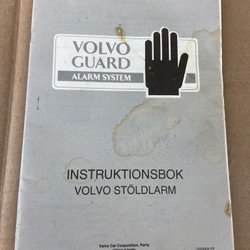 VOLVO
GUARD
ALARM SYSTEM
INSTRUKTIONSBOK
VOLVO STÖLDLARM
Volvo Car Corporation, Parts